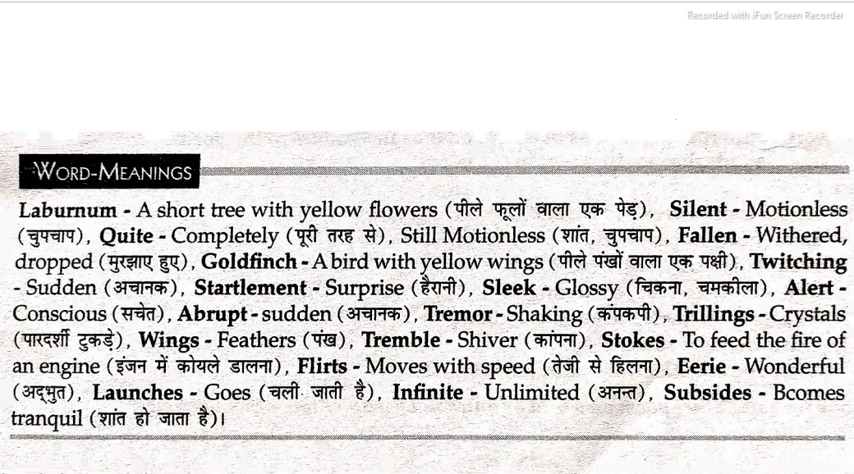 Recorded with iFun Screen Recorder
WORD-MEANINGS
Laburnum - A short tree with yellow flowers (पीले फूलों वाला एक पेड़), Silent - Motionless
(चुपचाप), Quite - Completely (पूरी तरह से), Still Motionless (शांत, चुपचाप), Fallen - Withered,
dropped (मुरझाए हुए), Goldfinch - A bird with yellow wings (पीले पंखों वाला एक पक्षी), Twitching
- Sudden (अचानक), Startlement - Surprise (हैरानी), Sleek - Glossy (चिकना, चमकीला), Alert -
Conscious (सचेत), Abrupt - sudden (अचानक), Tremor - Shaking (कंपकपी), Trillings - Crystals
(पारदर्शी टुकड़े), Wings - Feathers (पंख), Tremble - Shiver (कांपना), Stokes - To feed the fire of
an engine (इंजन में कोयले डालना), Flirts - Moves with speed (तेजी से हिलना), Eerie - Wonderful
(अद्भुत), Launches - Goes (चली जाती है), Infinite - Unlimited (अनन्त), Subsides - Bcomes
tranquil (शांत हो जाता है)।